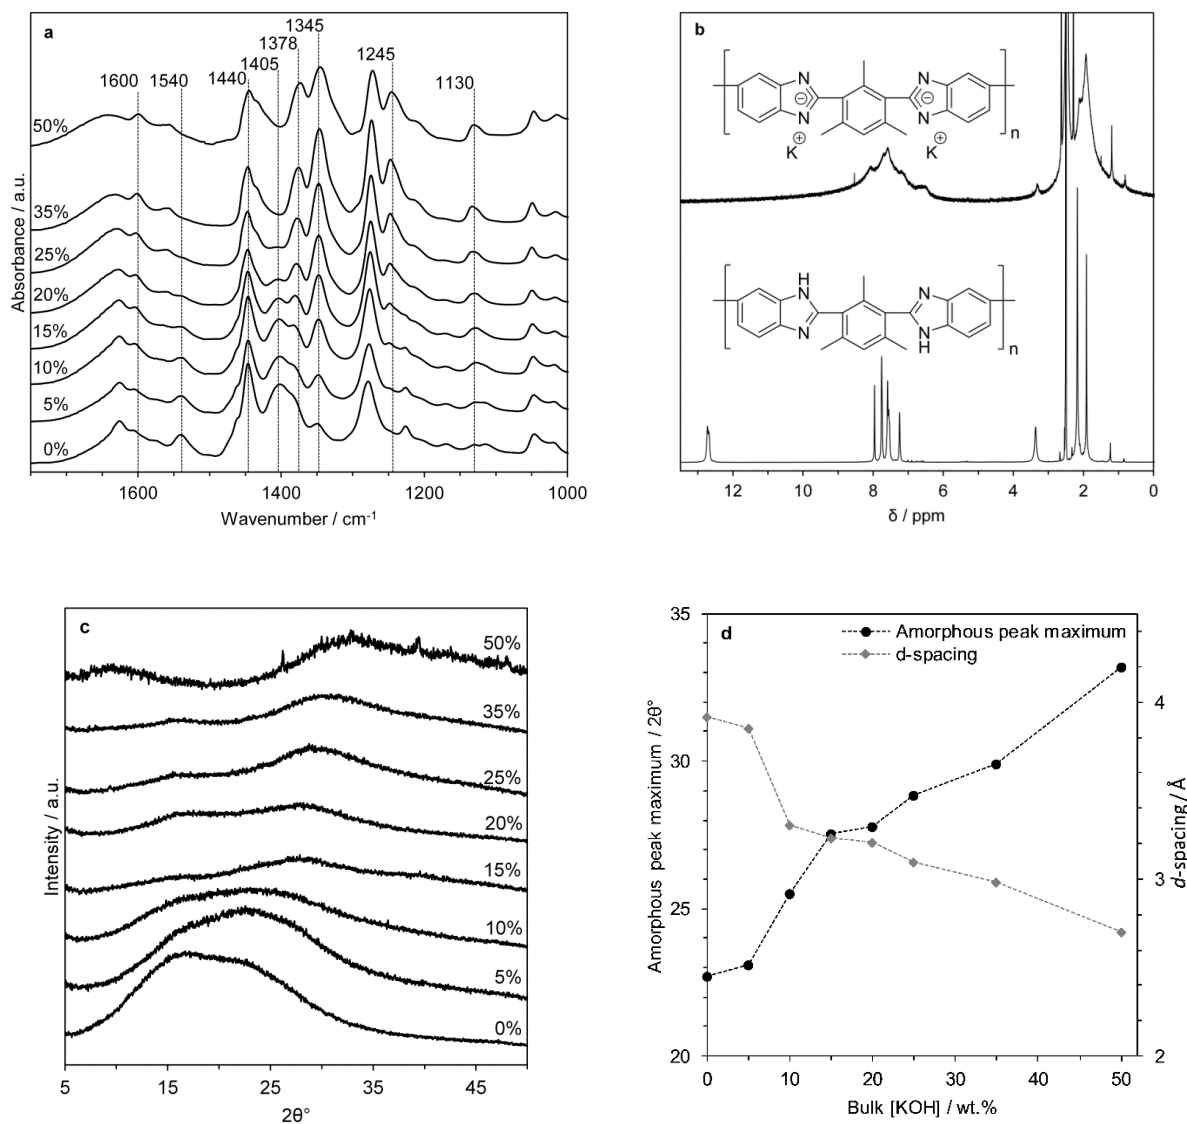 a
1345
1378
1405
1440
1245
1600
1540
1130
50%
35%
25%
20%
15%
10%
5%
0%
Absorbance / a.u.
1600 1400 1200 1000
Wavenumber / cm⁻¹
b
N N
N N
⊖ ⊖
K⊕ K⊕
n
H
N N
N N
H
n
12 10 8 6 4 2 0
δ / ppm
c
50%
35%
25%
20%
15%
10%
5%
0%
Intensity / a.u.
5 15 25 35 45
2θ°
d
Amorphous peak maximum
d-spacing
35
30
25
20
Amorphous peak maximum / 2θ°
4
3
2
d-spacing / Å
0 10 20 30 40 50
Bulk [KOH] / wt.%